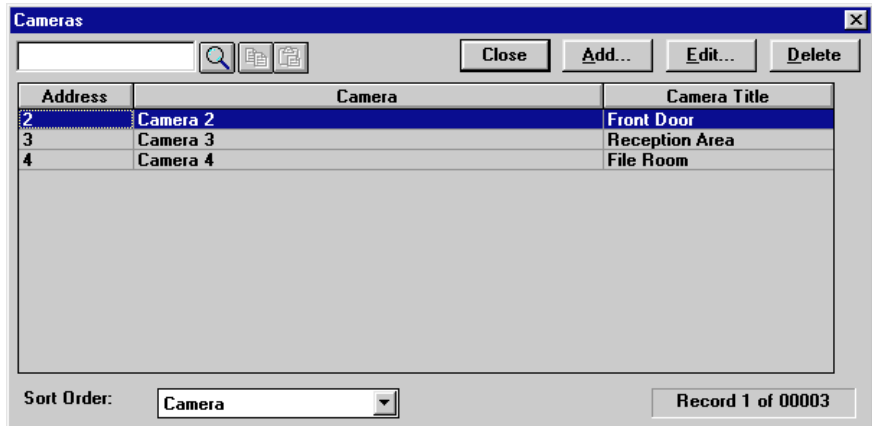 Cameras
Close Add... Edit... Delete
Address Camera Camera Title
2 Camera 2 Front Door
3 Camera 3 Reception Area
4 Camera 4 File Room
Sort Order: Camera Record 1 of 00003